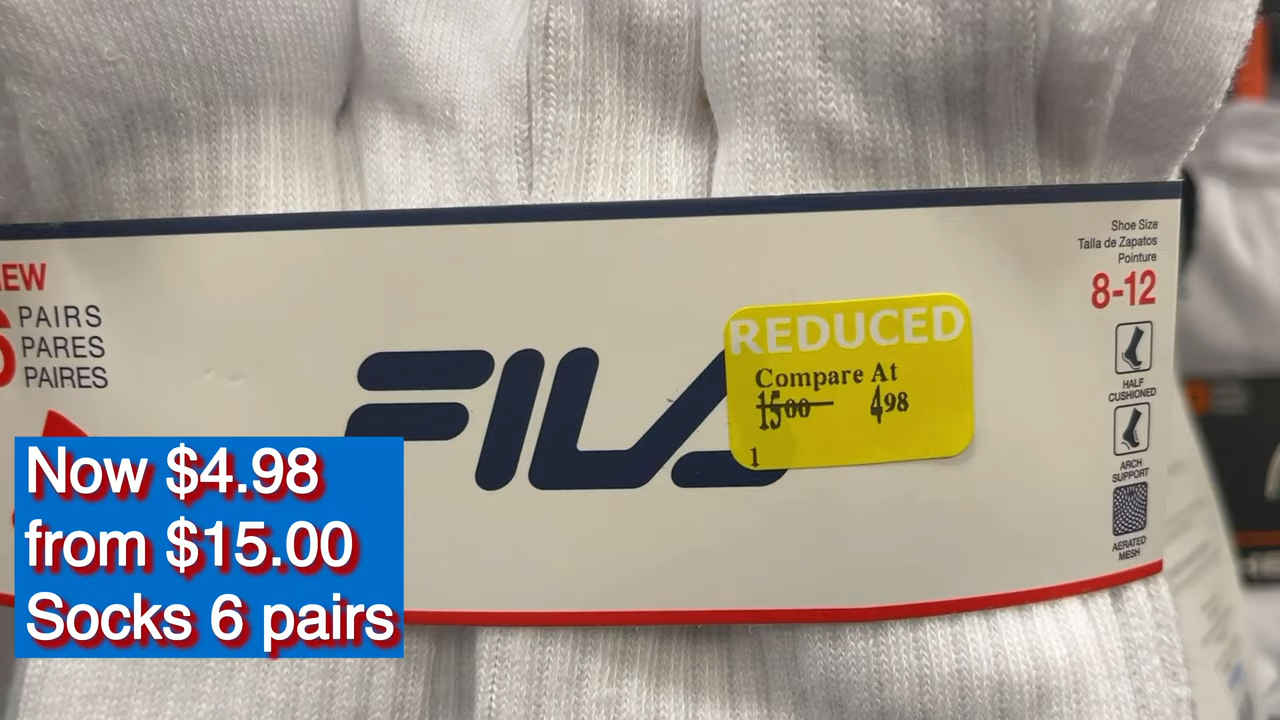 EW
6 PAIRS
PARES
PAIRES
FILA
REDUCED
Compare At
15.00 4.98
1
Shoe Size
Talla de Zapatos
Pointure
8-12
HALF
CUSHIONED
ARCH
SUPPORT
AERATED
MESH
Now $4.98
from $15.00
Socks 6 pairs